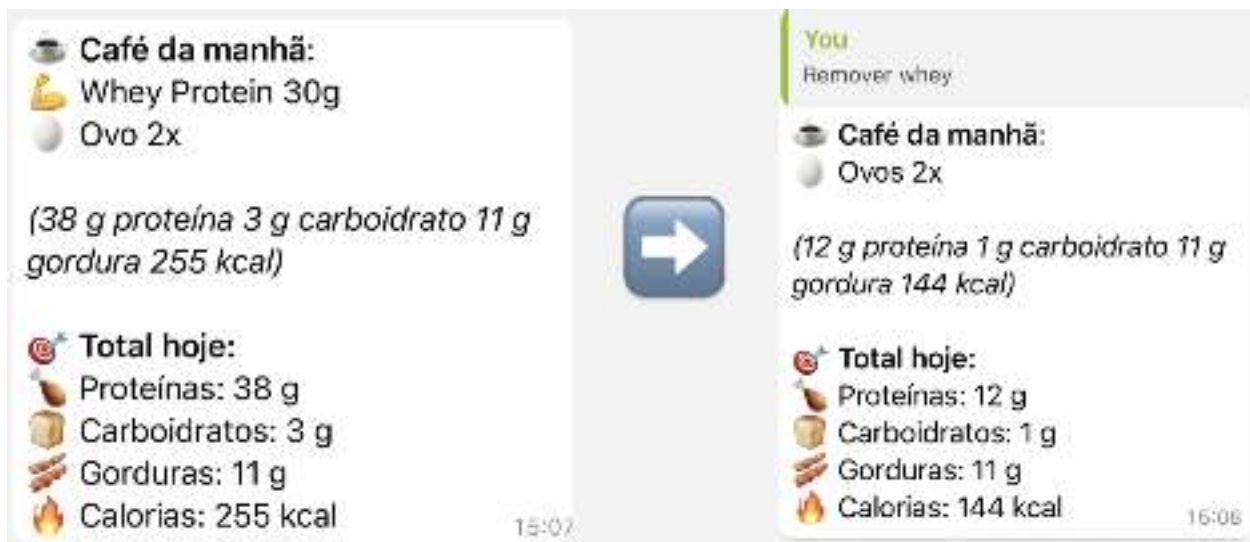 Café da manhã:
Whey Protein 30g
Ovo 2x
(38 g proteína 3 g carboidrato 11 g
gordura 255 kcal)
Total hoje:
Proteínas: 38 g
Carboidratos: 3 g
Gorduras: 11 g
Calorias: 255 kcal
15:07
You
Remover whey
Café da manhã:
Ovos 2x
(12 g proteína 1 g carboidrato 11 g
gordura 144 kcal)
Total hoje:
Proteínas: 12 g
Carboidratos: 1 g
Gorduras: 11 g
Calorias: 144 kcal